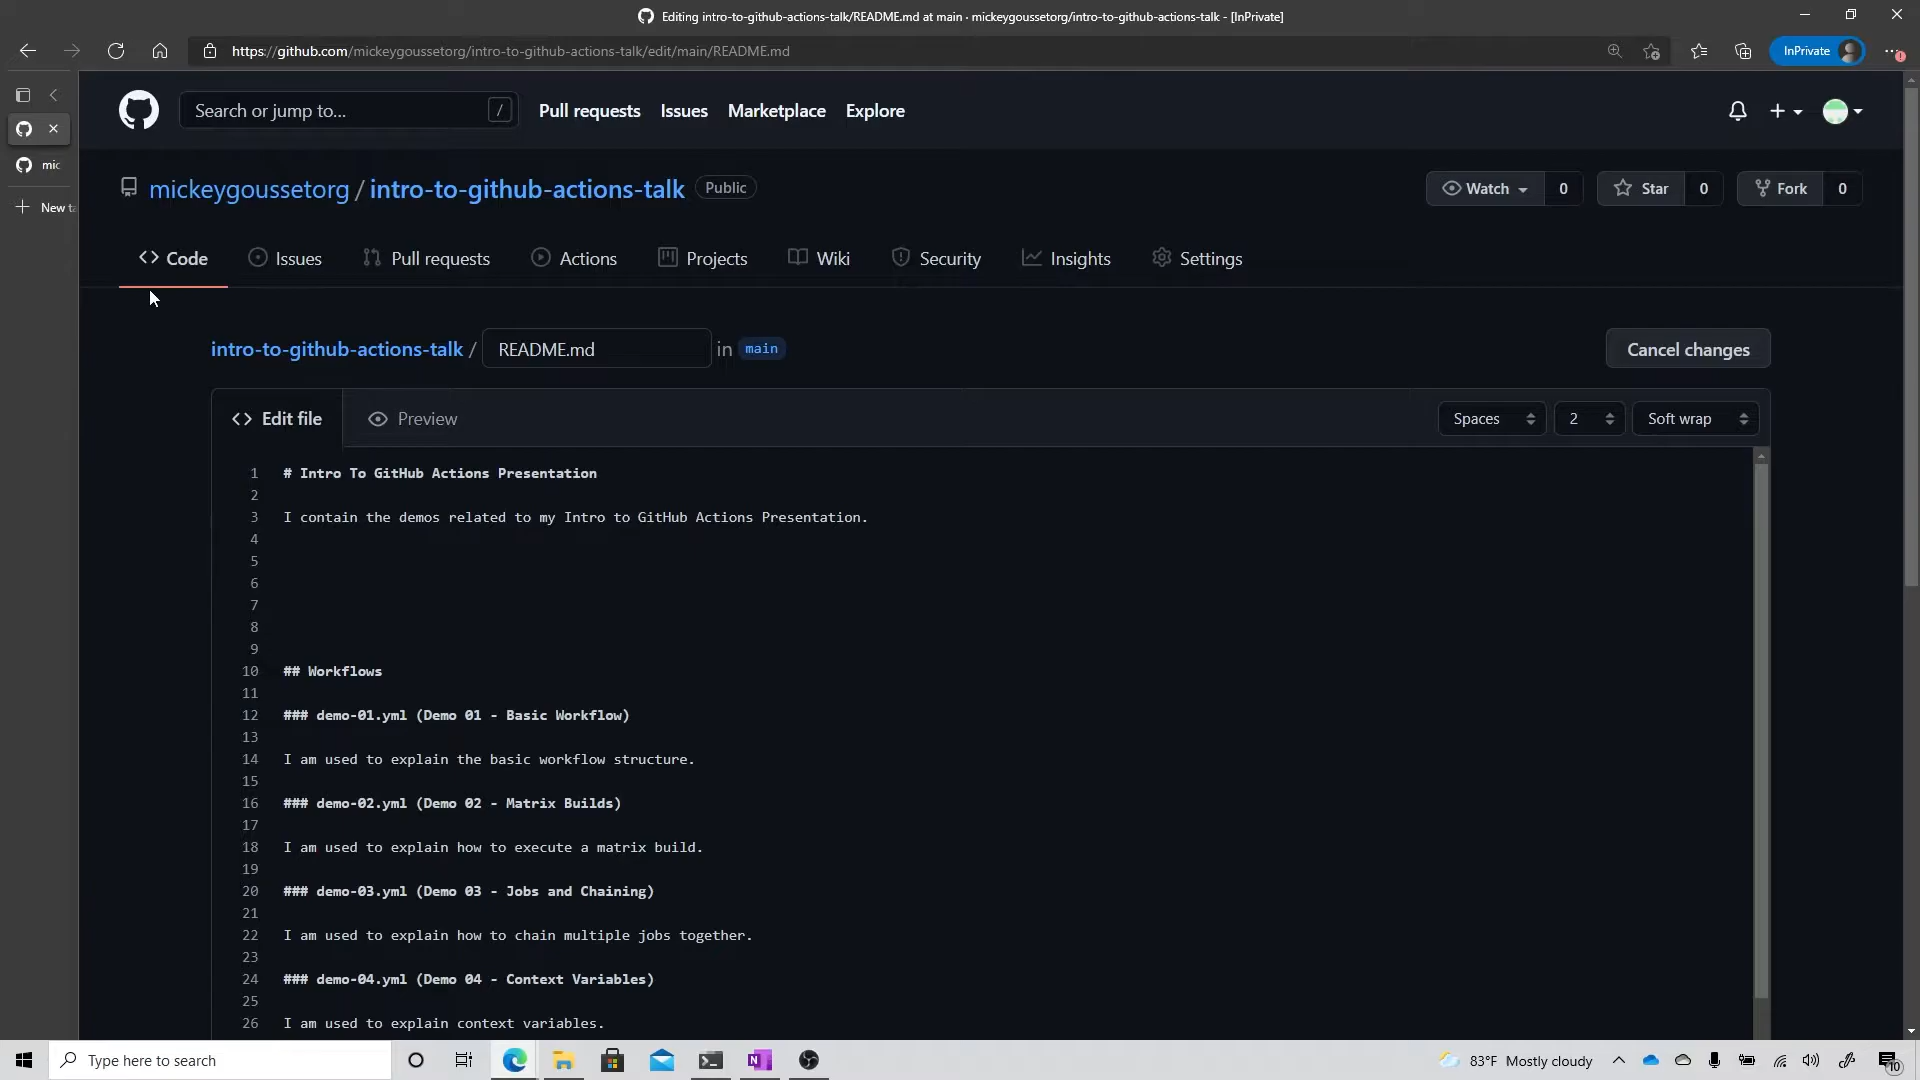 Editing intro-to-github-actions-talk/README.md at main · mickeygoussetorg/intro-to-github-actions-talk - [InPrivate]
https://github.com/mickeygoussetorg/intro-to-github-actions-talk/edit/main/README.md
InPrivate
Search or jump to... /
Pull requests Issues Marketplace Explore
mic
New ta
mickeygoussetorg / intro-to-github-actions-talk Public
Watch 0 Star 0 Fork 0
Code Issues Pull requests Actions Projects Wiki Security Insights Settings
intro-to-github-actions-talk / README.md in main
Cancel changes
Edit file Preview Spaces 2 Soft wrap
1 # Intro To GitHub Actions Presentation
2
3 I contain the demos related to my Intro to GitHub Actions Presentation.
4
5
6
7
8
9
10 ## Workflows
11
12 ### demo-01.yml (Demo 01 - Basic Workflow)
13
14 I am used to explain the basic workflow structure.
15
16 ### demo-02.yml (Demo 02 - Matrix Builds)
17
18 I am used to explain how to execute a matrix build.
19
20 ### demo-03.yml (Demo 03 - Jobs and Chaining)
21
22 I am used to explain how to chain multiple jobs together.
23
24 ### demo-04.yml (Demo 04 - Context Variables)
25
26 I am used to explain context variables.
Type here to search
83°F Mostly cloudy
10